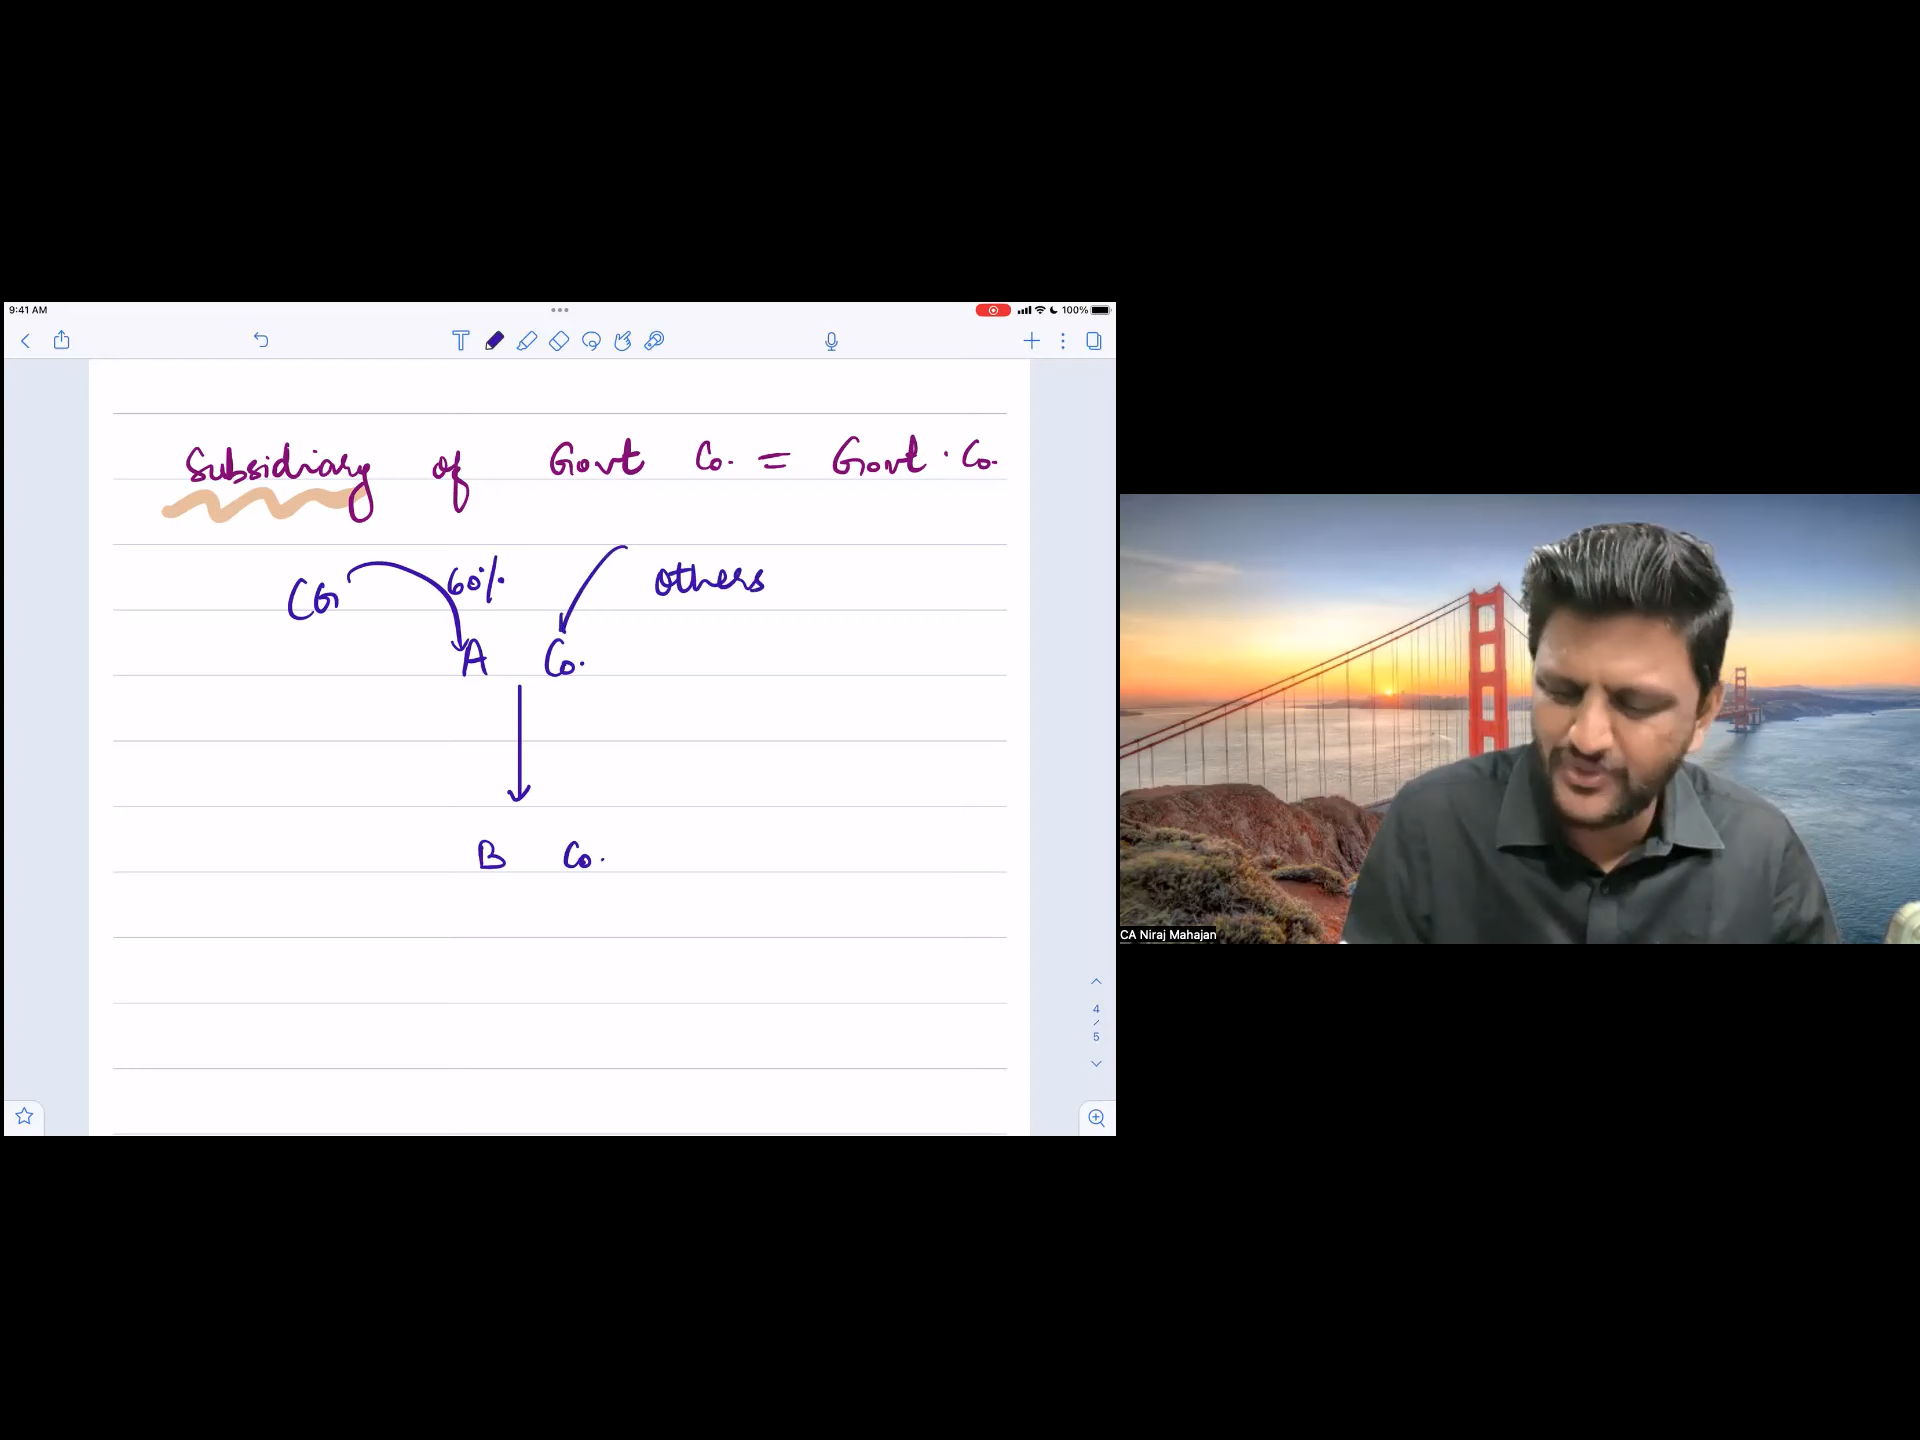 9:41 AM
100%
Subsidiary of Govt Co. = Govt. Co.
CG 60% others
A Co.
B Co.
CA Niraj Mahajan
4
/
5